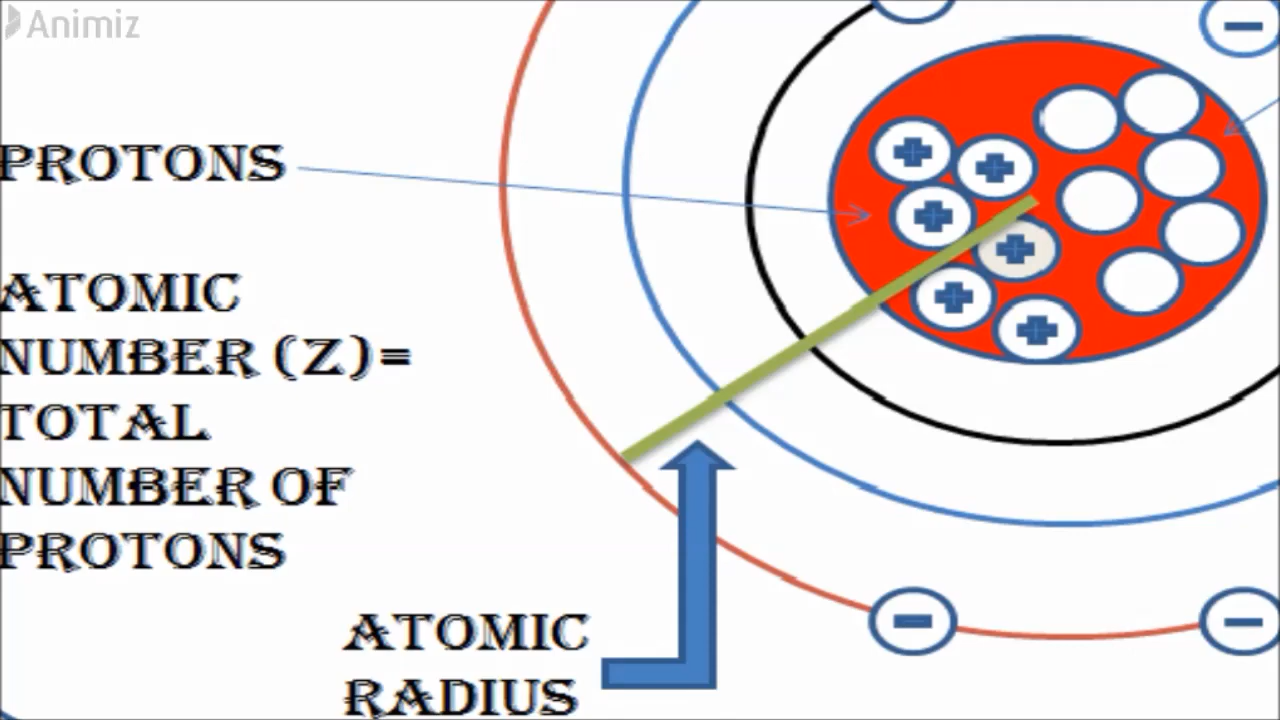 Animiz
PROTONS
ATOMIC
NUMBER (Z)=
TOTAL
NUMBER OF
PROTONS
ATOMIC
RADIUS